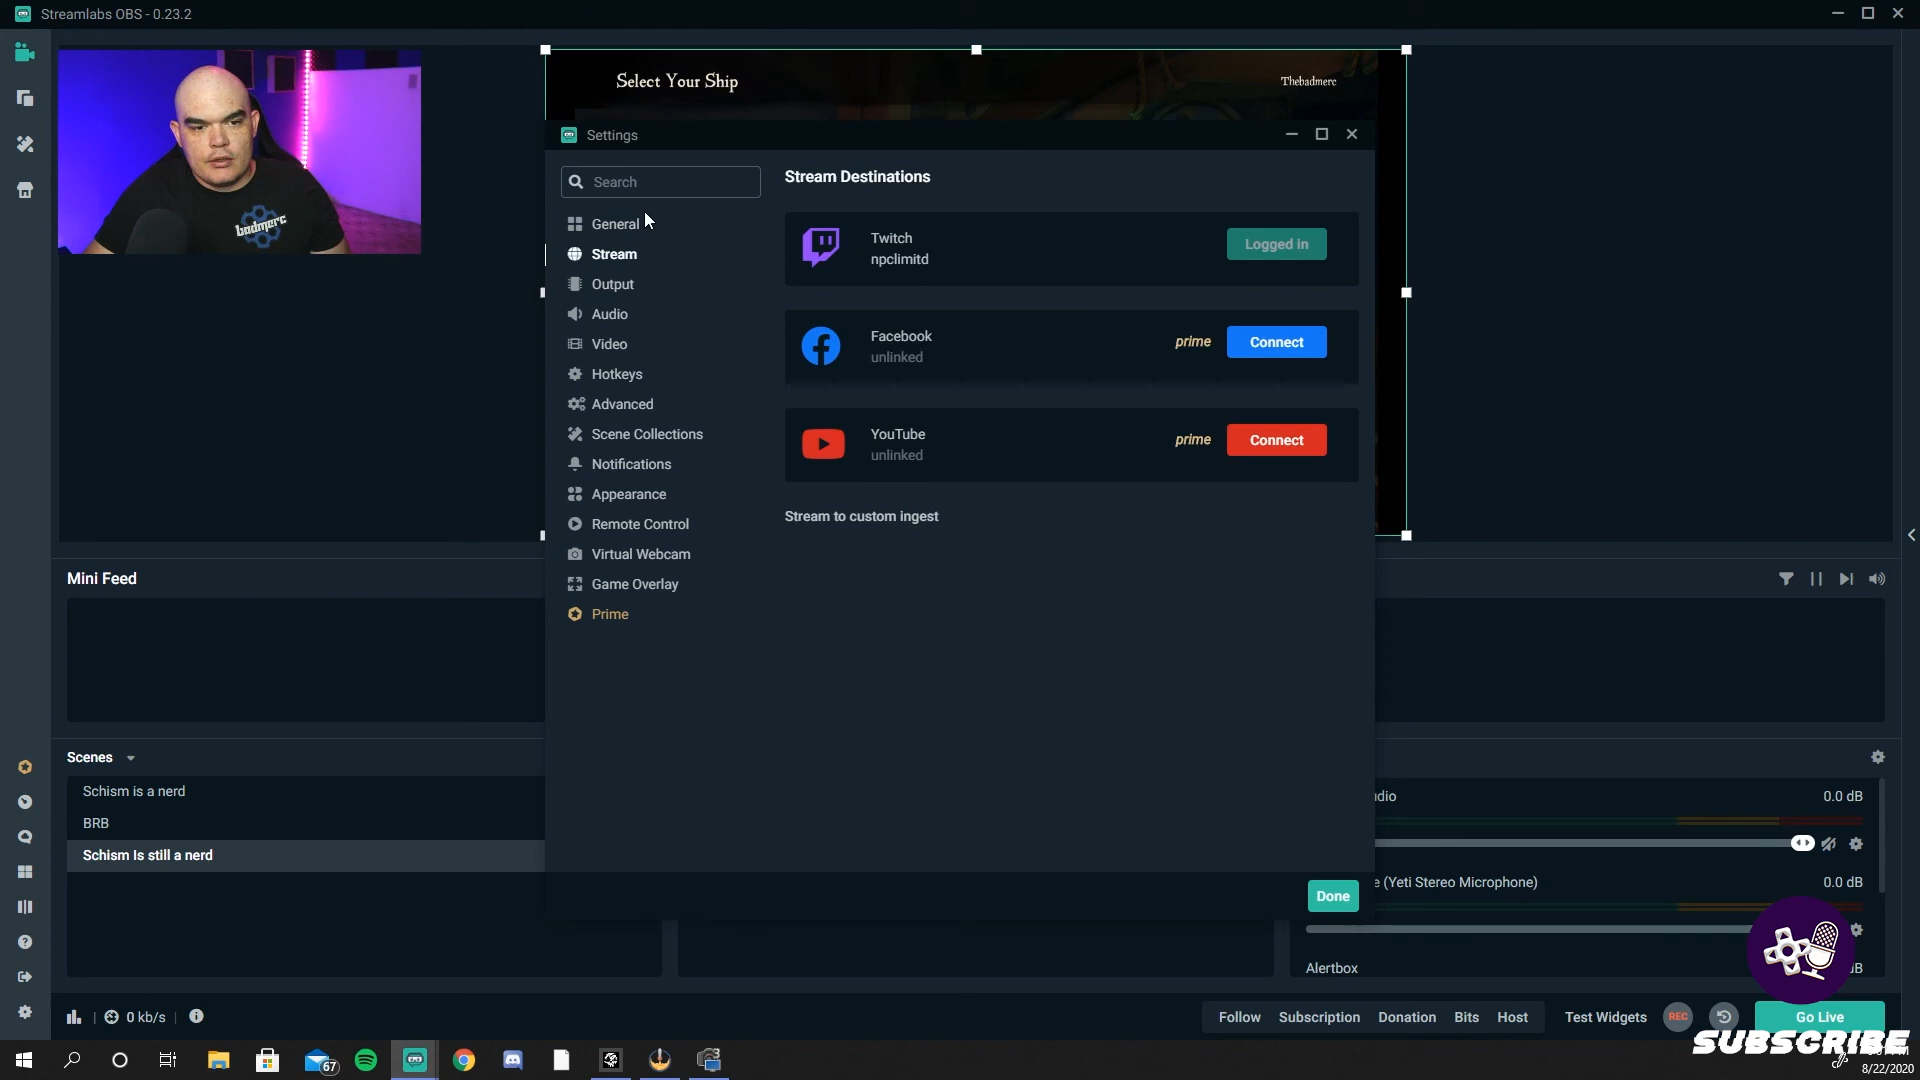 Streamlabs OBS - 0.23.2
Select Your Ship
Thebadmerc
badmerc
Settings
Search
General
Stream
Output
Audio
Video
Hotkeys
Advanced
Scene Collections
Notifications
Appearance
Remote Control
Virtual Webcam
Game Overlay
Prime
Stream Destinations
Twitch
npclimitd
Logged in
Facebook
unlinked
prime
Connect
YouTube
unlinked
prime
Connect
Stream to custom ingest
Done
Mini Feed
Scenes
Schism is a nerd
BRB
Schism Is still a nerd
dio
0.0 dB
e (Yeti Stereo Microphone)
0.0 dB
Alertbox
dB
0 kb/s
Follow
Subscription
Donation
Bits
Host
Test Widgets
REC
Go Live
SUBSCRIBE
67
8/22/2020